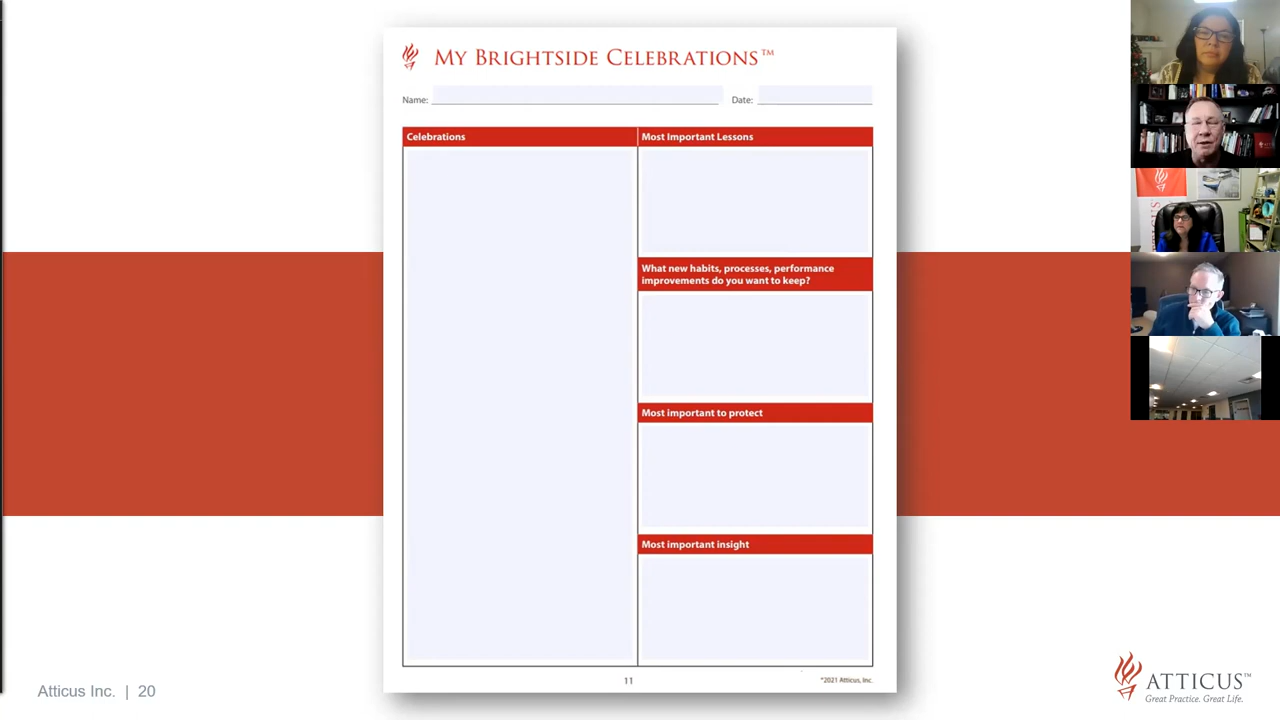 My Brightside Celebrations™
Name:
Date:
Celebrations
Most Important Lessons
What new habits, processes, performance
improvements do you want to keep?
Most important to protect
Most important insight
11
*2021 Atticus, Inc.
Atticus Inc. | 20
ATTICUS™
Great Practice. Great Life.